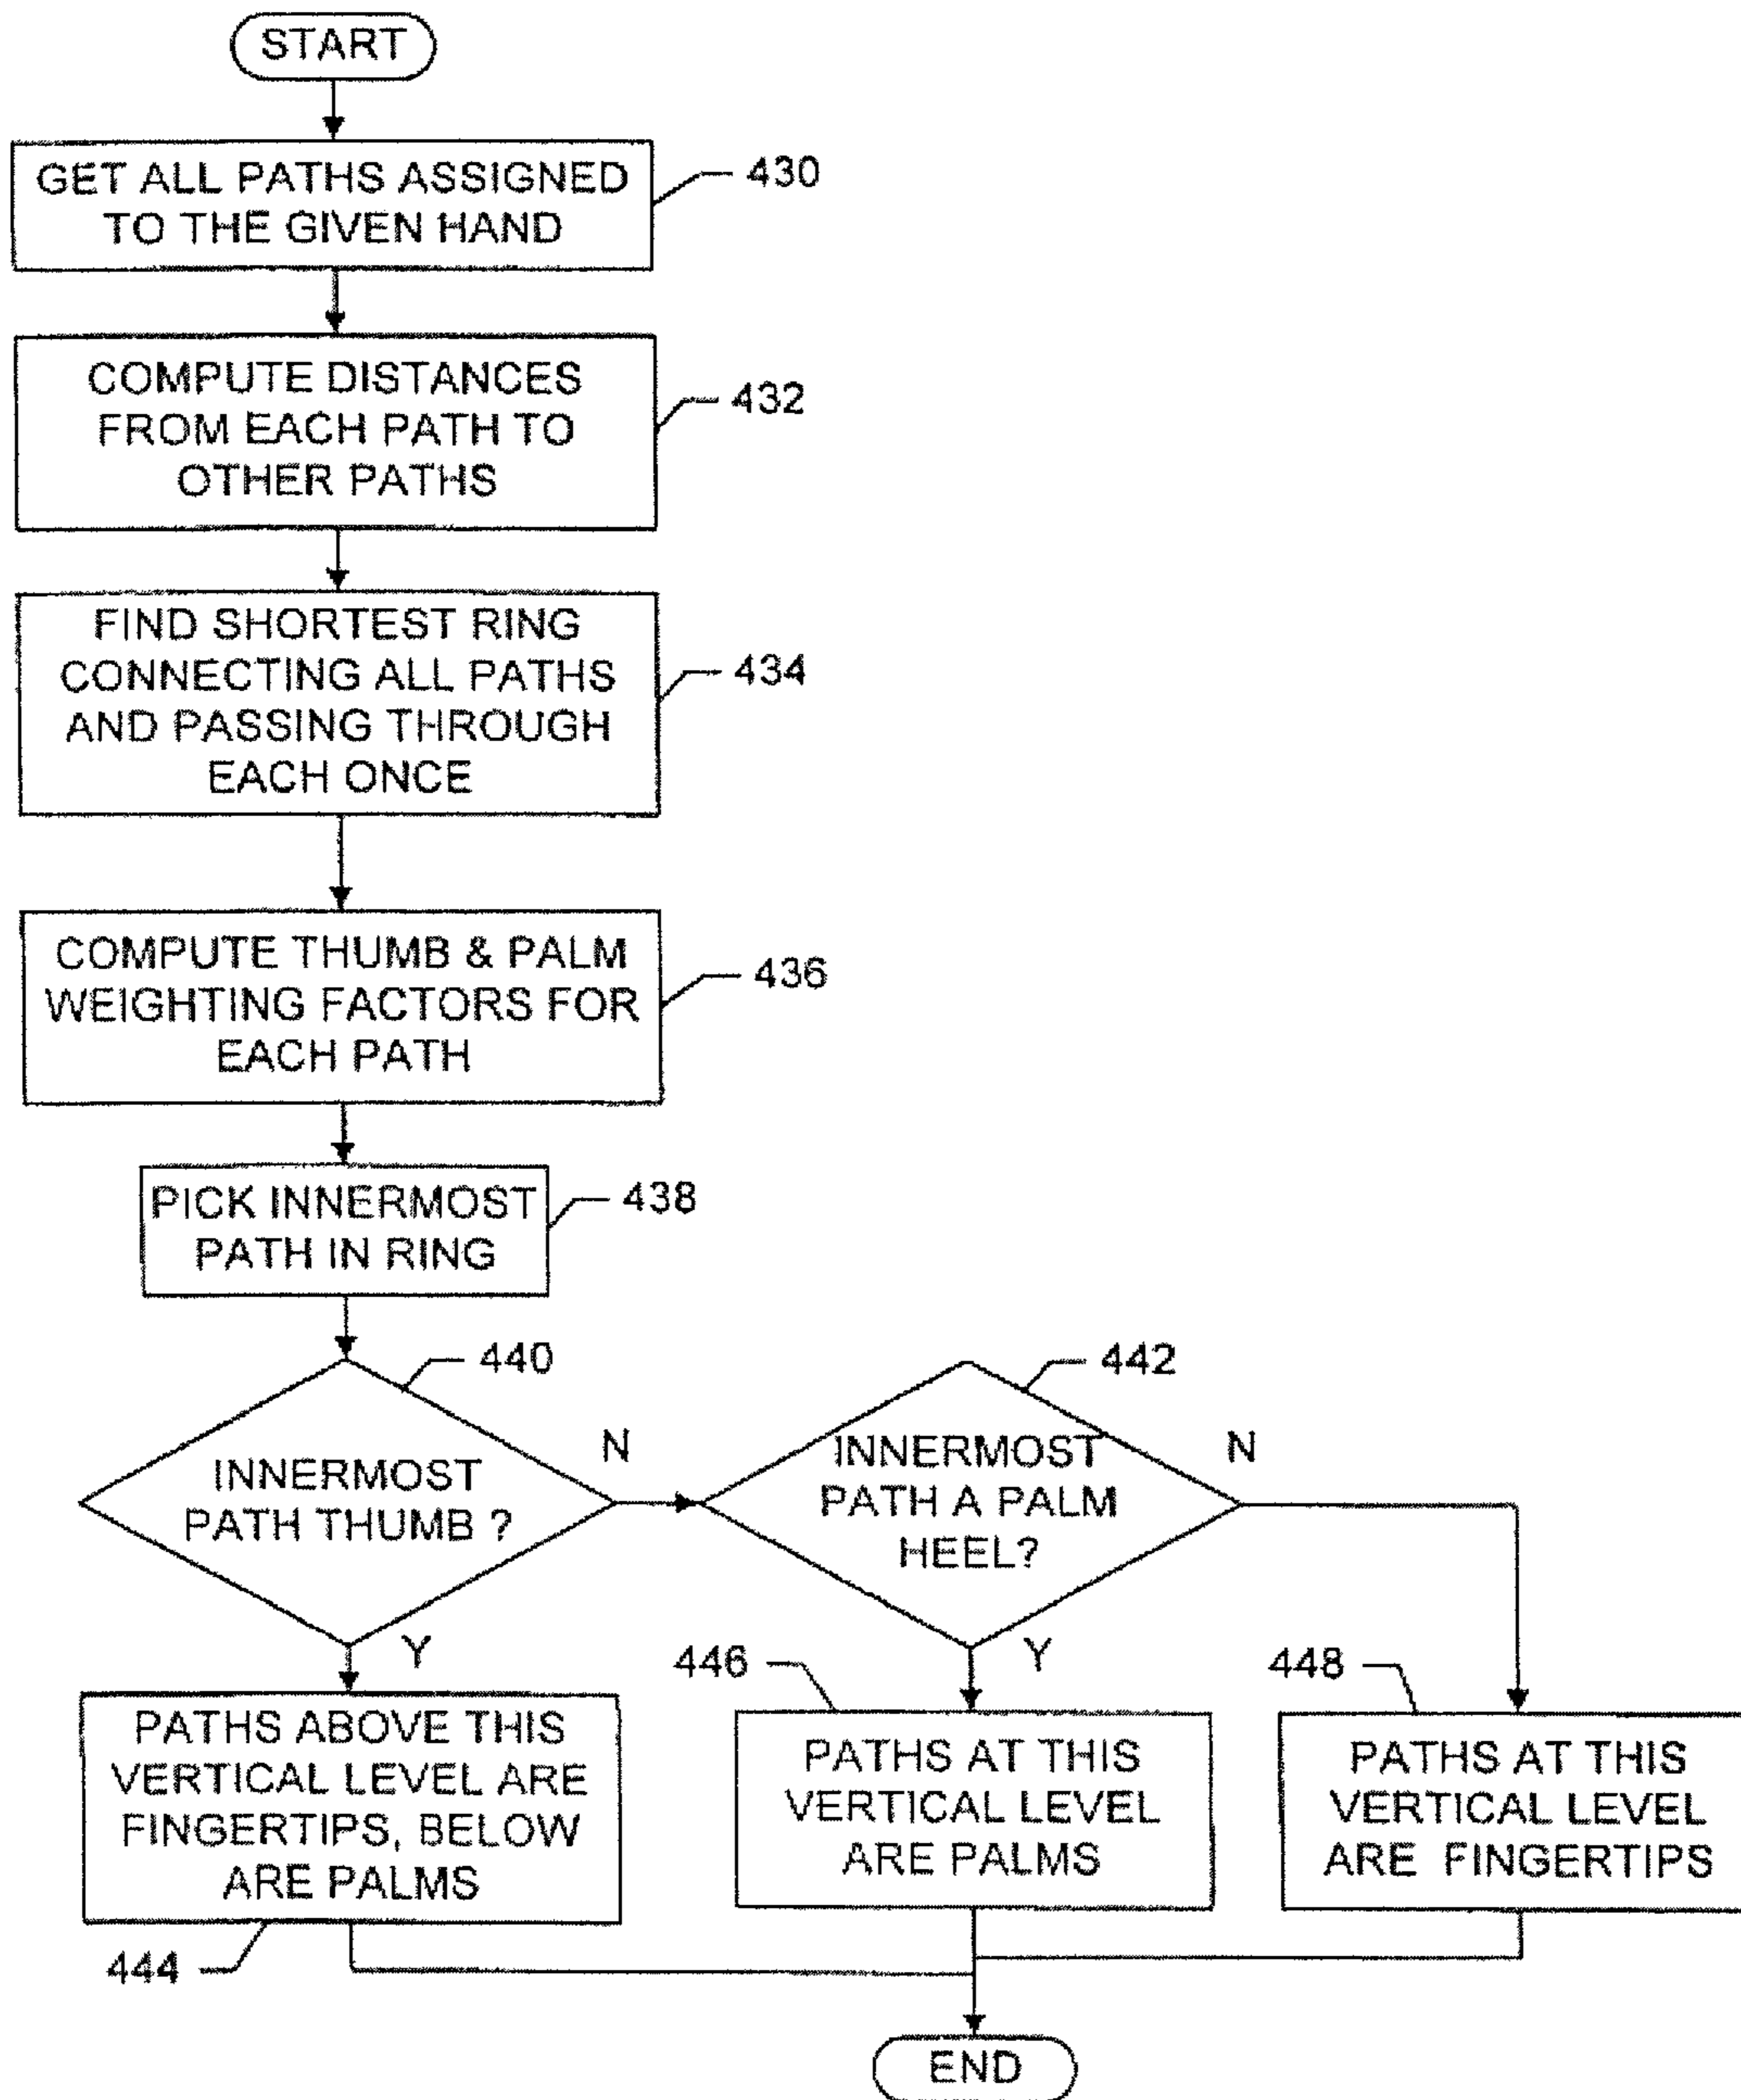 START
GET ALL PATHS ASSIGNED
TO THE GIVEN HAND
430
COMPUTE DISTANCES
FROM EACH PATH TO
OTHER PATHS
432
FIND SHORTEST RING
CONNECTING ALL PATHS
AND PASSING THROUGH
EACH ONCE
434
COMPUTE THUMB & PALM
WEIGHTING FACTORS FOR
EACH PATH
436
PICK INNERMOST
PATH IN RING
438
440
INNERMOST
PATH THUMB ?
N
Y
442
INNERMOST
PATH A PALM
HEEL?
N
Y
PATHS ABOVE THIS
VERTICAL LEVEL ARE
FINGERTIPS, BELOW
ARE PALMS
444
446
PATHS AT THIS
VERTICAL LEVEL
ARE PALMS
448
PATHS AT THIS
VERTICAL LEVEL
ARE FINGERTIPS
END